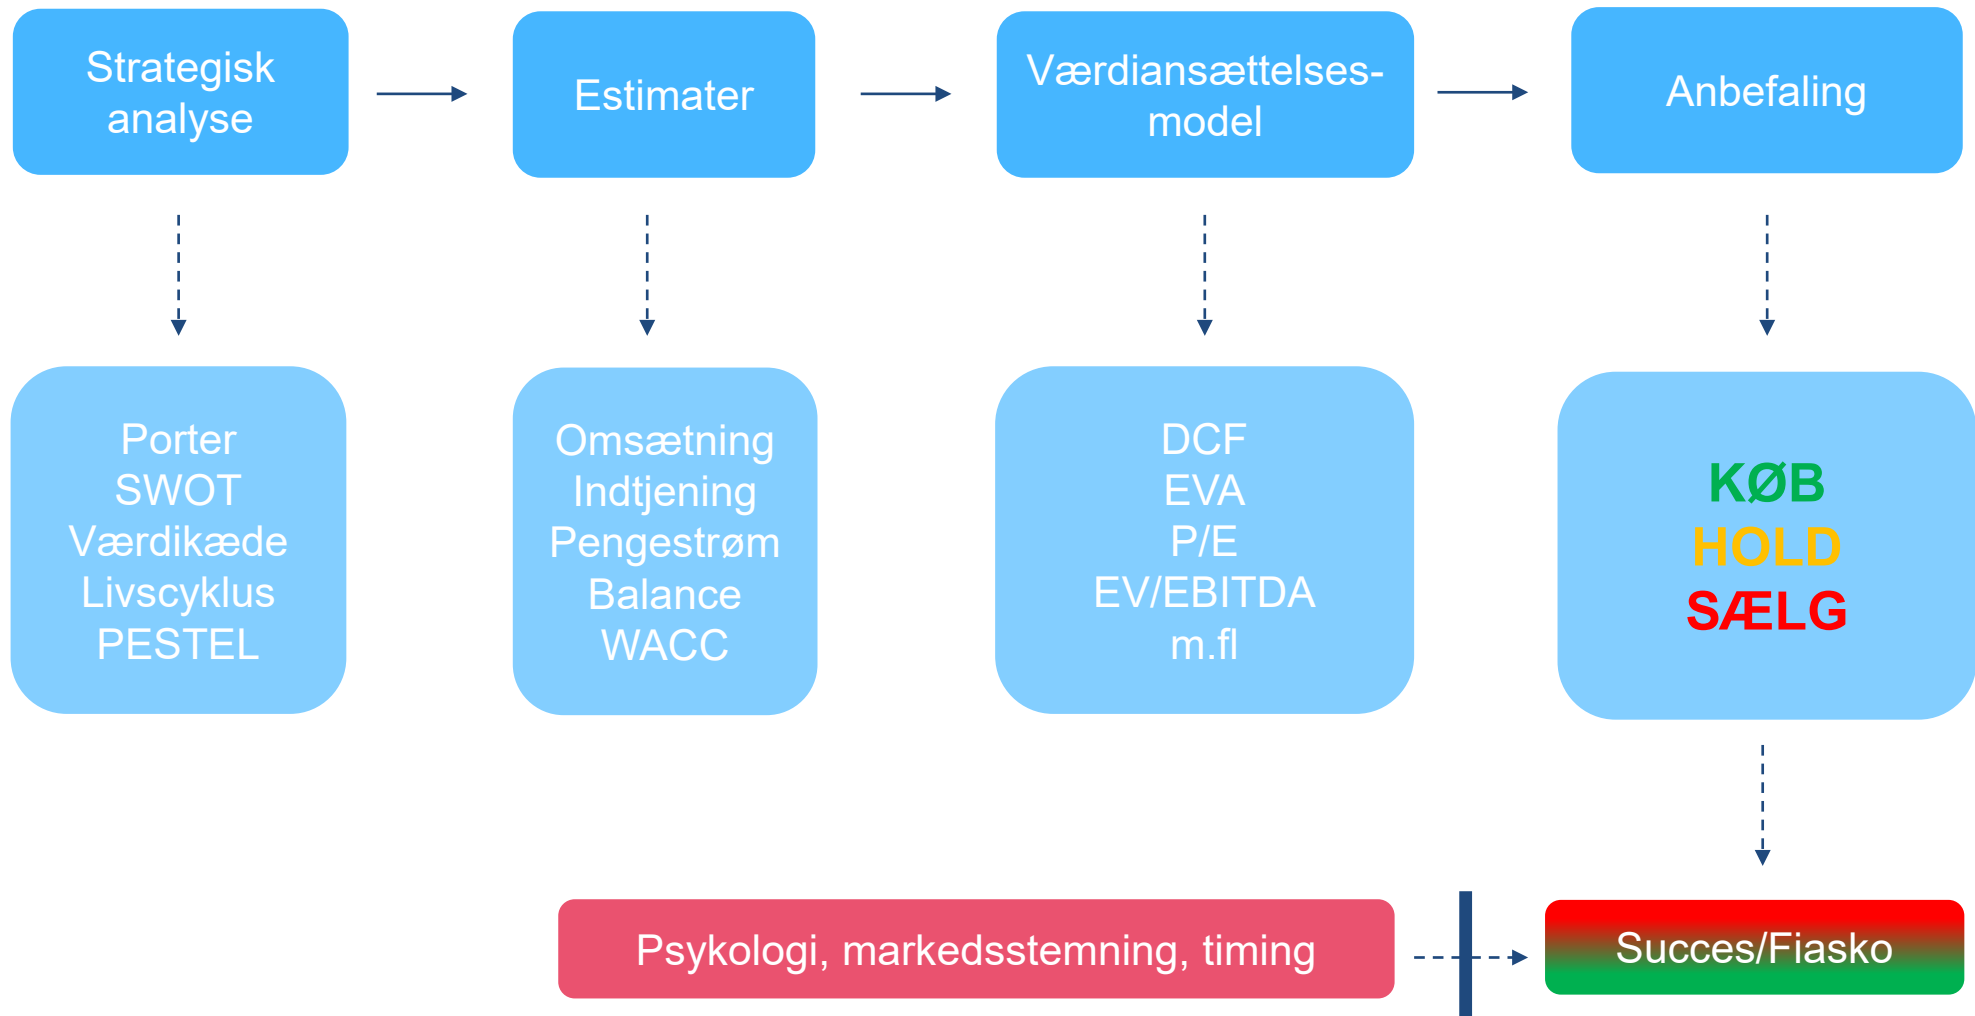 Strategisk
analyse
Estimater
Værdiansættelses-
model
Anbefaling
Porter
SWOT
Værdikæde
Livscyklus
PESTEL
Omsætning
Indtjening
Pengestrøm
Balance
WACC
DCF
EVA
P/E
EV/EBITDA
m.fl
KØB
HOLD
SÆLG
Psykologi, markedsstemning, timing
Succes/Fiasko